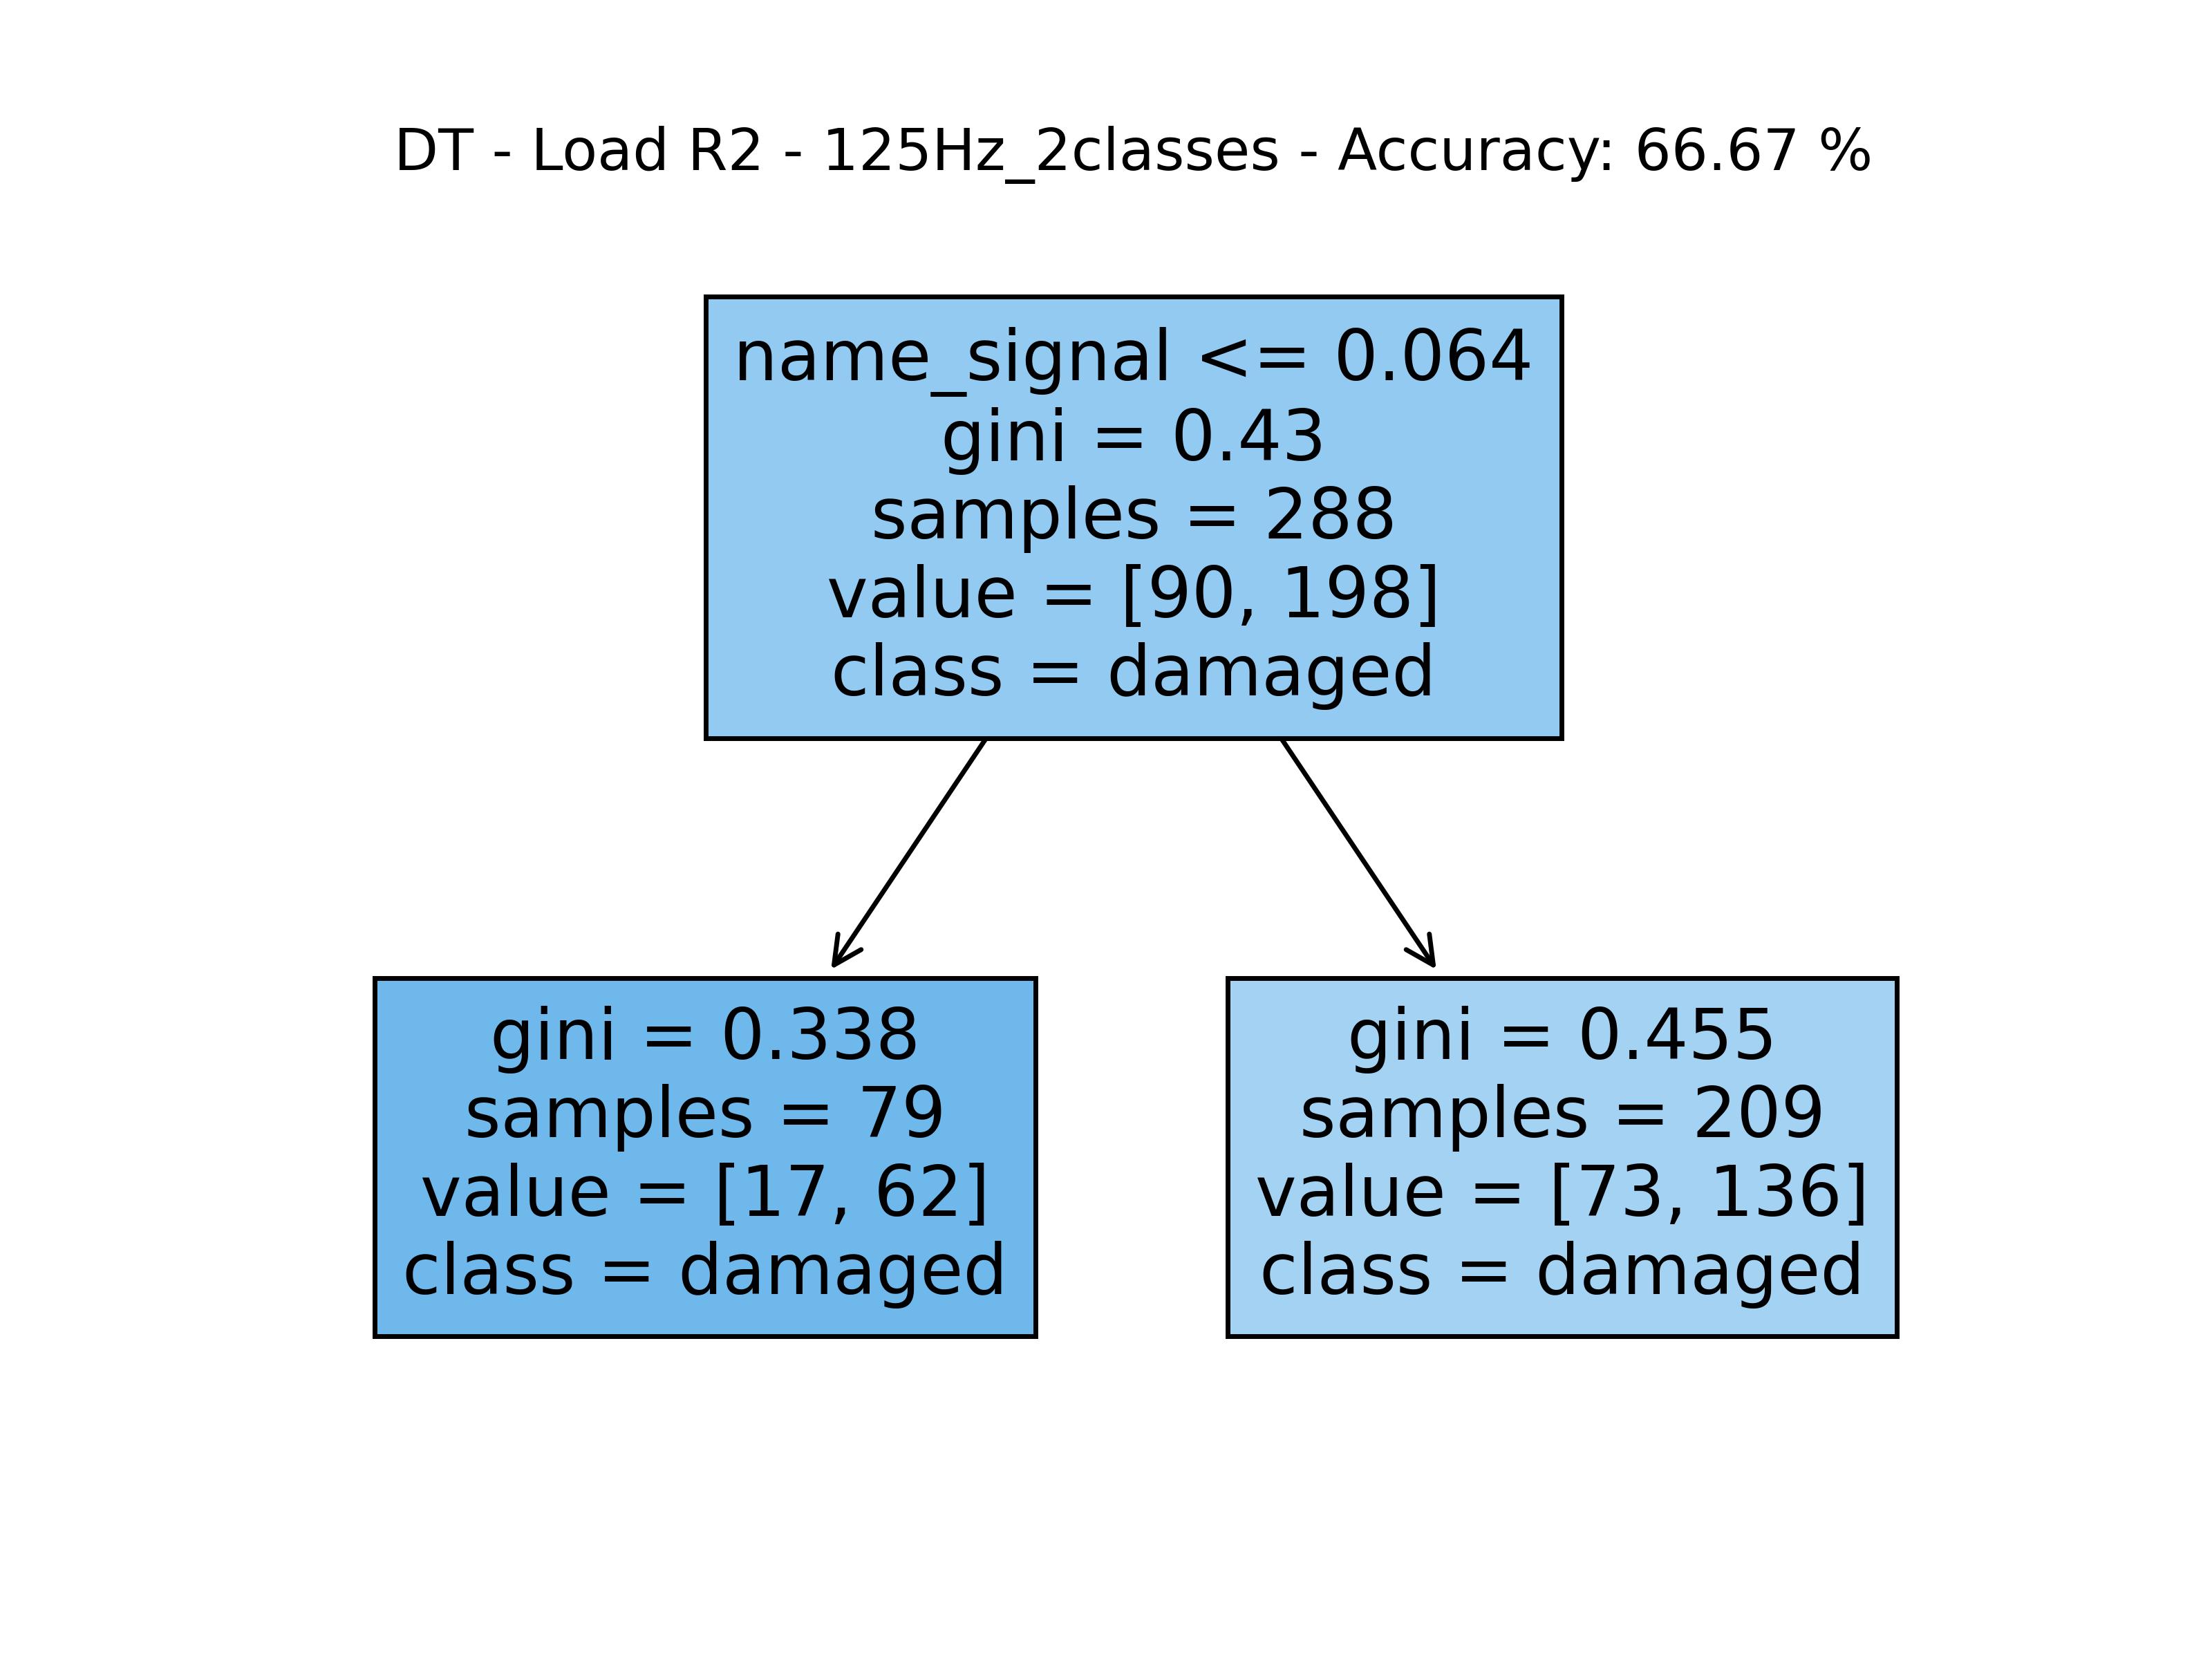 DT - Load R2 - 125Hz_2classes - Accuracy: 66.67 %
name_signal <= 0.064
gini = 0.43
samples = 288
value = [90, 198]
class = damaged
gini = 0.338
samples = 79
value = [17, 62]
class = damaged
gini = 0.455
samples = 209
value = [73, 136]
class = damaged